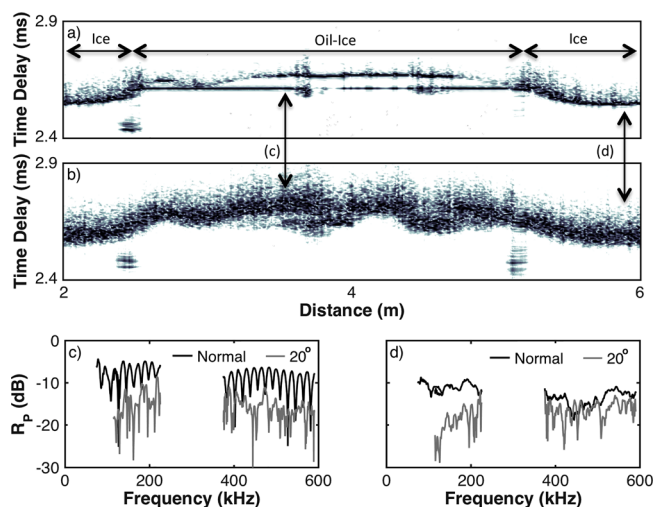 2.9
Ice
Oil-Ice
Ice
a)
Time Delay (ms)
2.4
(c)
(d)
2.9
b)
Time Delay (ms)
2.4
2
4
6
Distance (m)
0
c)
Normal
20°
d)
Normal
20°
-10
-20
-30
R_P (dB)
0
200
400
600
0
200
400
600
Frequency (kHz)
Frequency (kHz)